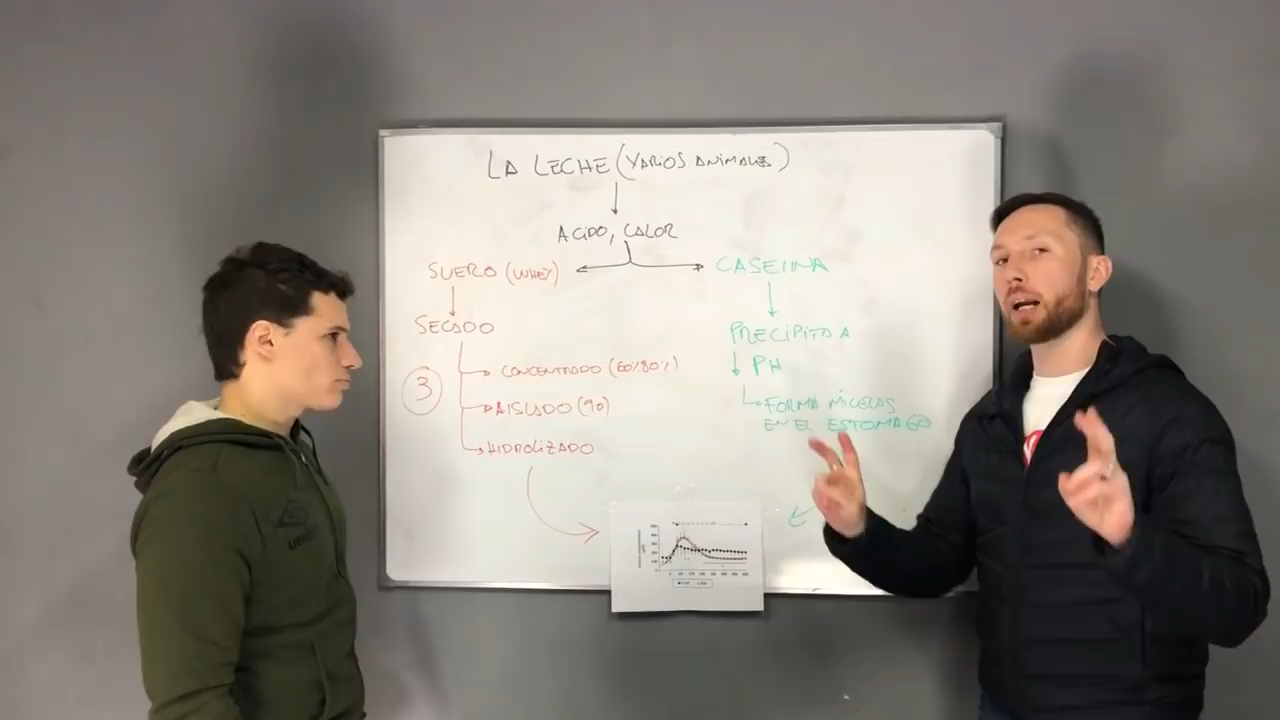 LA LECHE (VARIOS ANIMALES)
ACIDO, CALOR
SUERO (WHEY)
CASEINA
SECADO
PRECIPITA A
PH
3
CONCENTRADO (60%80%)
AISLADO (90)
HIDROLIZADO
FORMA MICELAS
EN EL ESTOMAGO